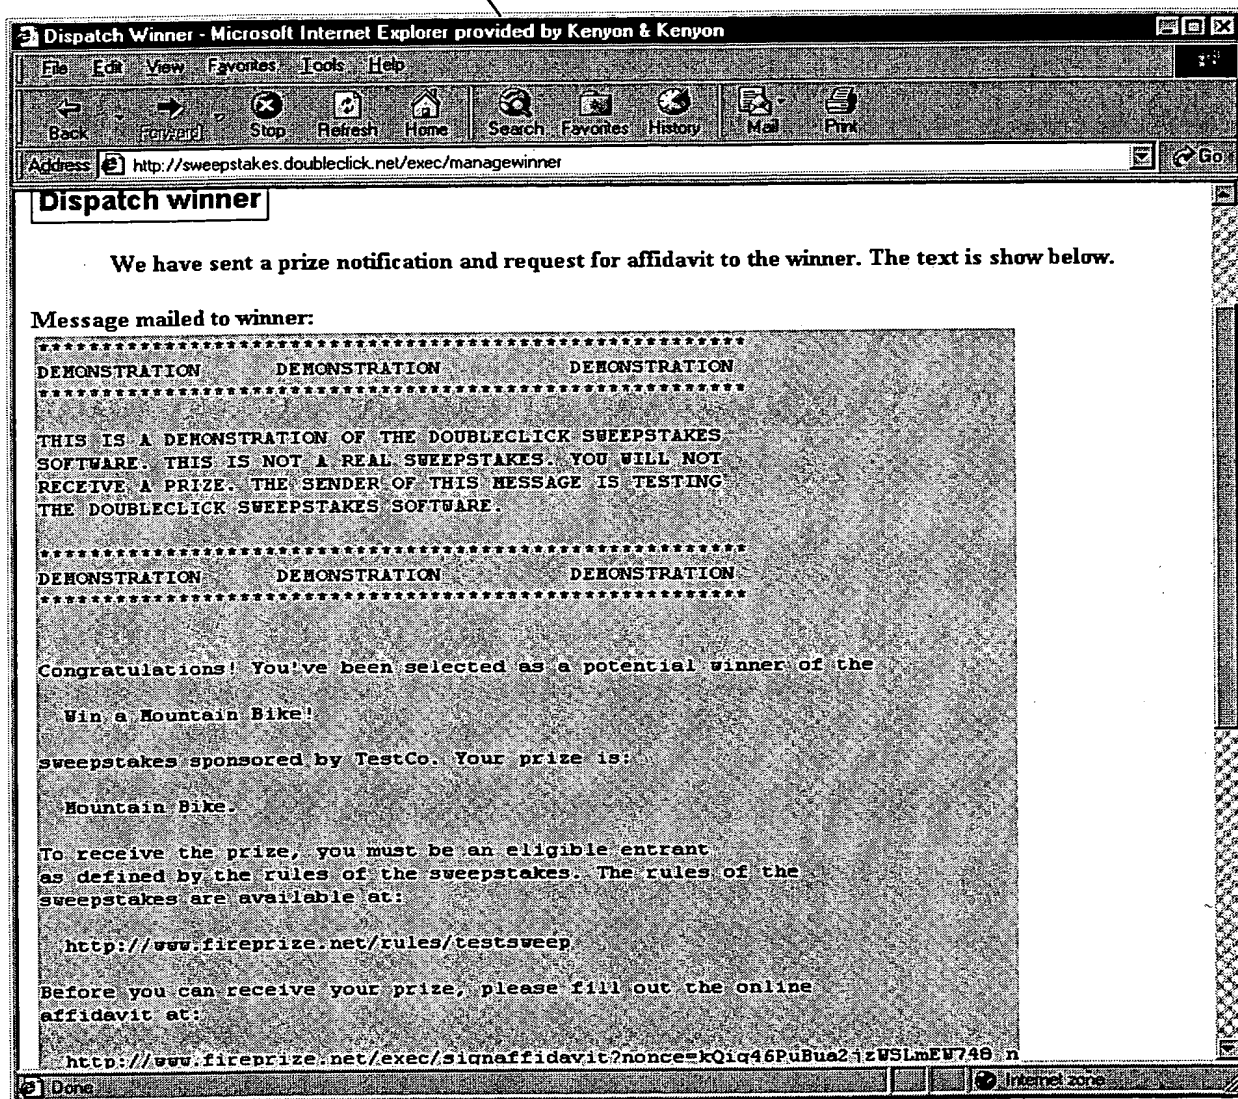 Dispatch Winner - Microsoft Internet Explorer provided by Kenyon & Kenyon
File Edit View Favorites Tools Help
Back Forward Stop Refresh Home Search Favorites History Mail Print
Address http://sweepstakes.doubleclick.net/exec/managewinner Go
Dispatch winner
We have sent a prize notification and request for affidavit to the winner. The text is show below.
Message mailed to winner:
*******************************************************
DEMONSTRATION DEMONSTRATION DEMONSTRATION
*******************************************************
THIS IS A DEMONSTRATION OF THE DOUBLECLICK SWEEPSTAKES
SOFTWARE. THIS IS NOT A REAL SWEEPSTAKES. YOU WILL NOT
RECEIVE A PRIZE. THE SENDER OF THIS MESSAGE IS TESTING
THE DOUBLECLICK SWEEPSTAKES SOFTWARE.
*******************************************************
DEMONSTRATION DEMONSTRATION DEMONSTRATION
*******************************************************
Congratulations! You've been selected as a potential winner of the
Win a Mountain Bike!
sweepstakes sponsored by TestCo. Your prize is:
Mountain Bike.
To receive the prize, you must be an eligible entrant
as defined by the rules of the sweepstakes. The rules of the
sweepstakes are available at:
http://www.fireprize.net/rules/testsweep
Before you can receive your prize, please fill out the online
affidavit at:
http://www.fireprize.net/exec/signaffidavit?nonce=kQiq46PuBua2jzWSLmEW748_n
Done Internet zone